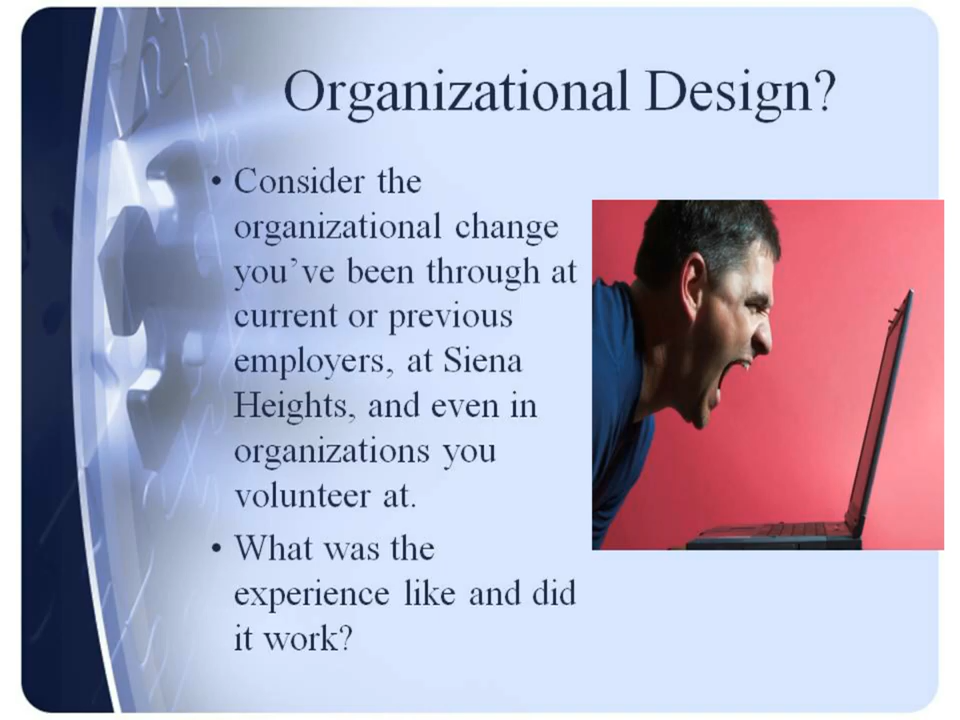 Organizational Design?
• Consider the
organizational change
you’ve been through at
current or previous
employers, at Siena
Heights, and even in
organizations you
volunteer at.
• What was the
experience like and did
it work?